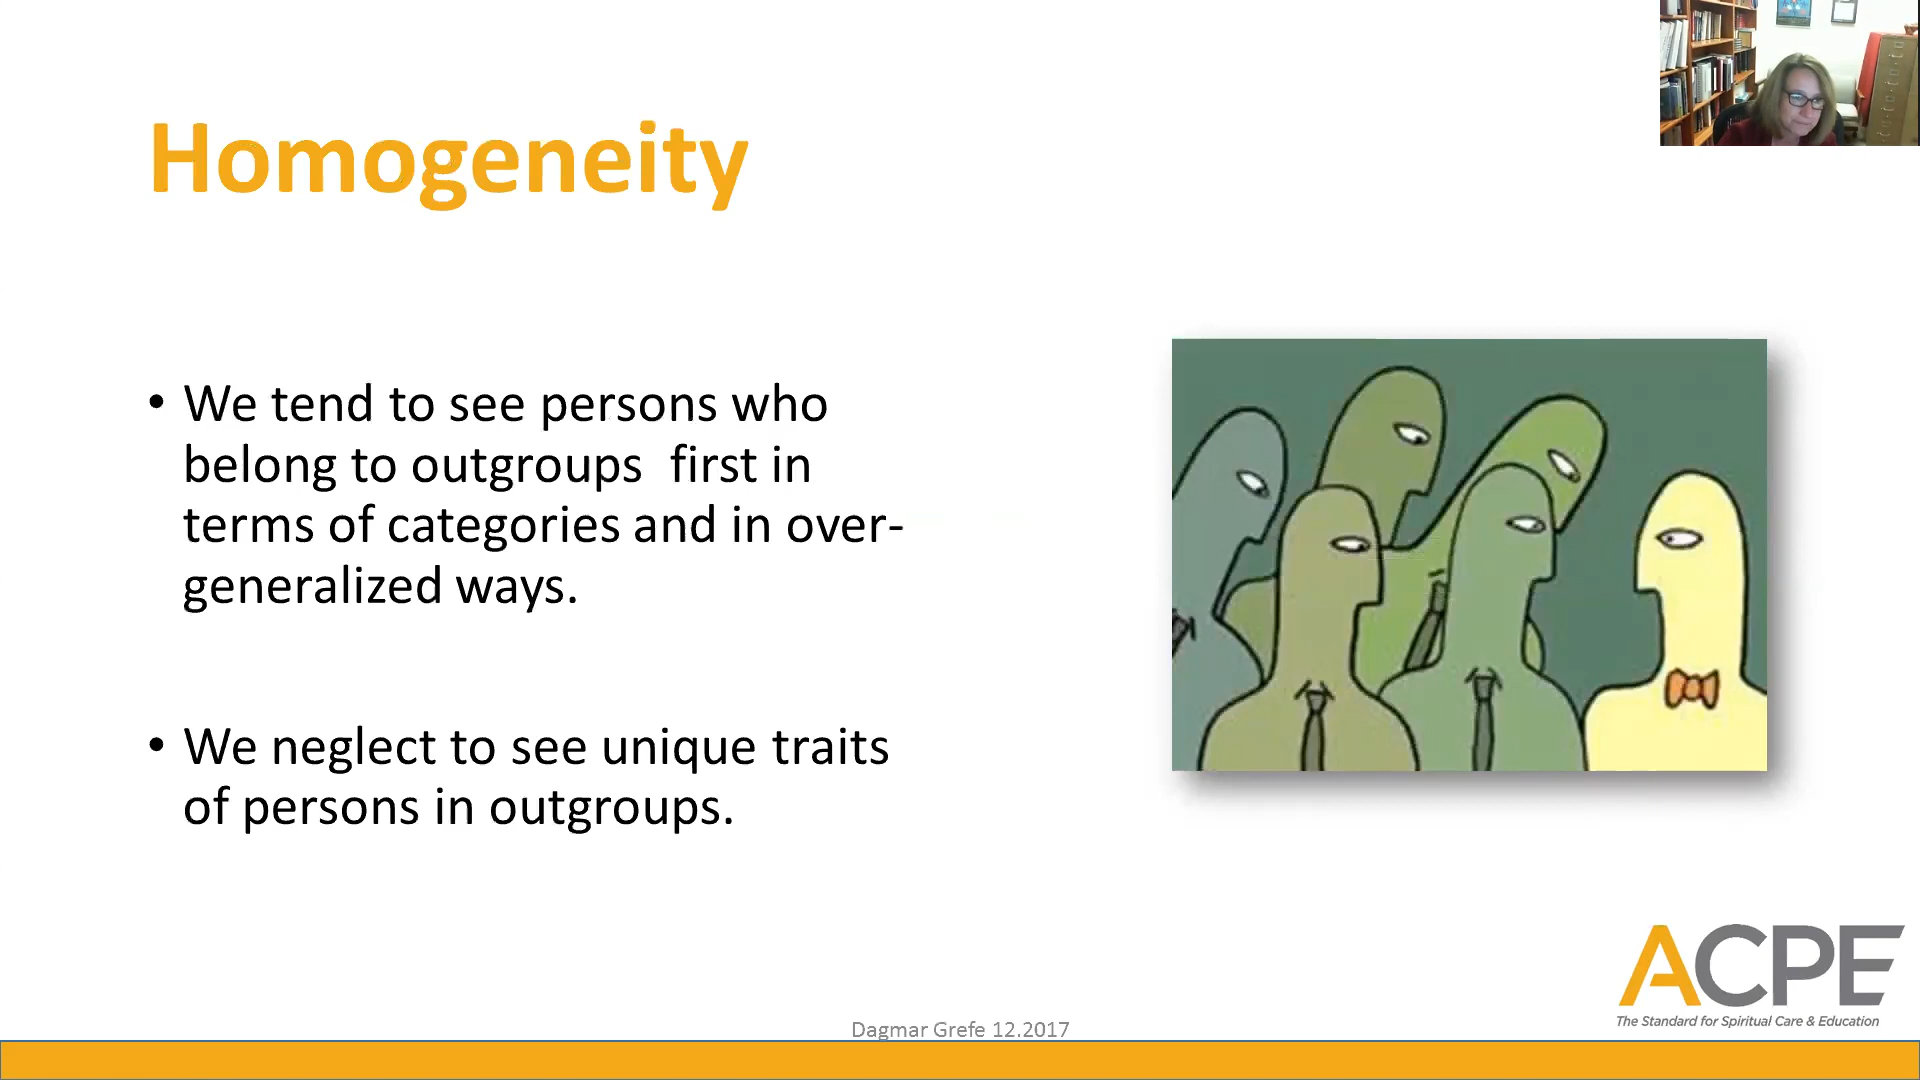 Homogeneity
• We tend to see persons who
belong to outgroups  first in
terms of categories and in over-
generalized ways.
• We neglect to see unique traits
of persons in outgroups.
ACPE
The Standard for Spiritual Care & Education
Dagmar Grefe 12.2017